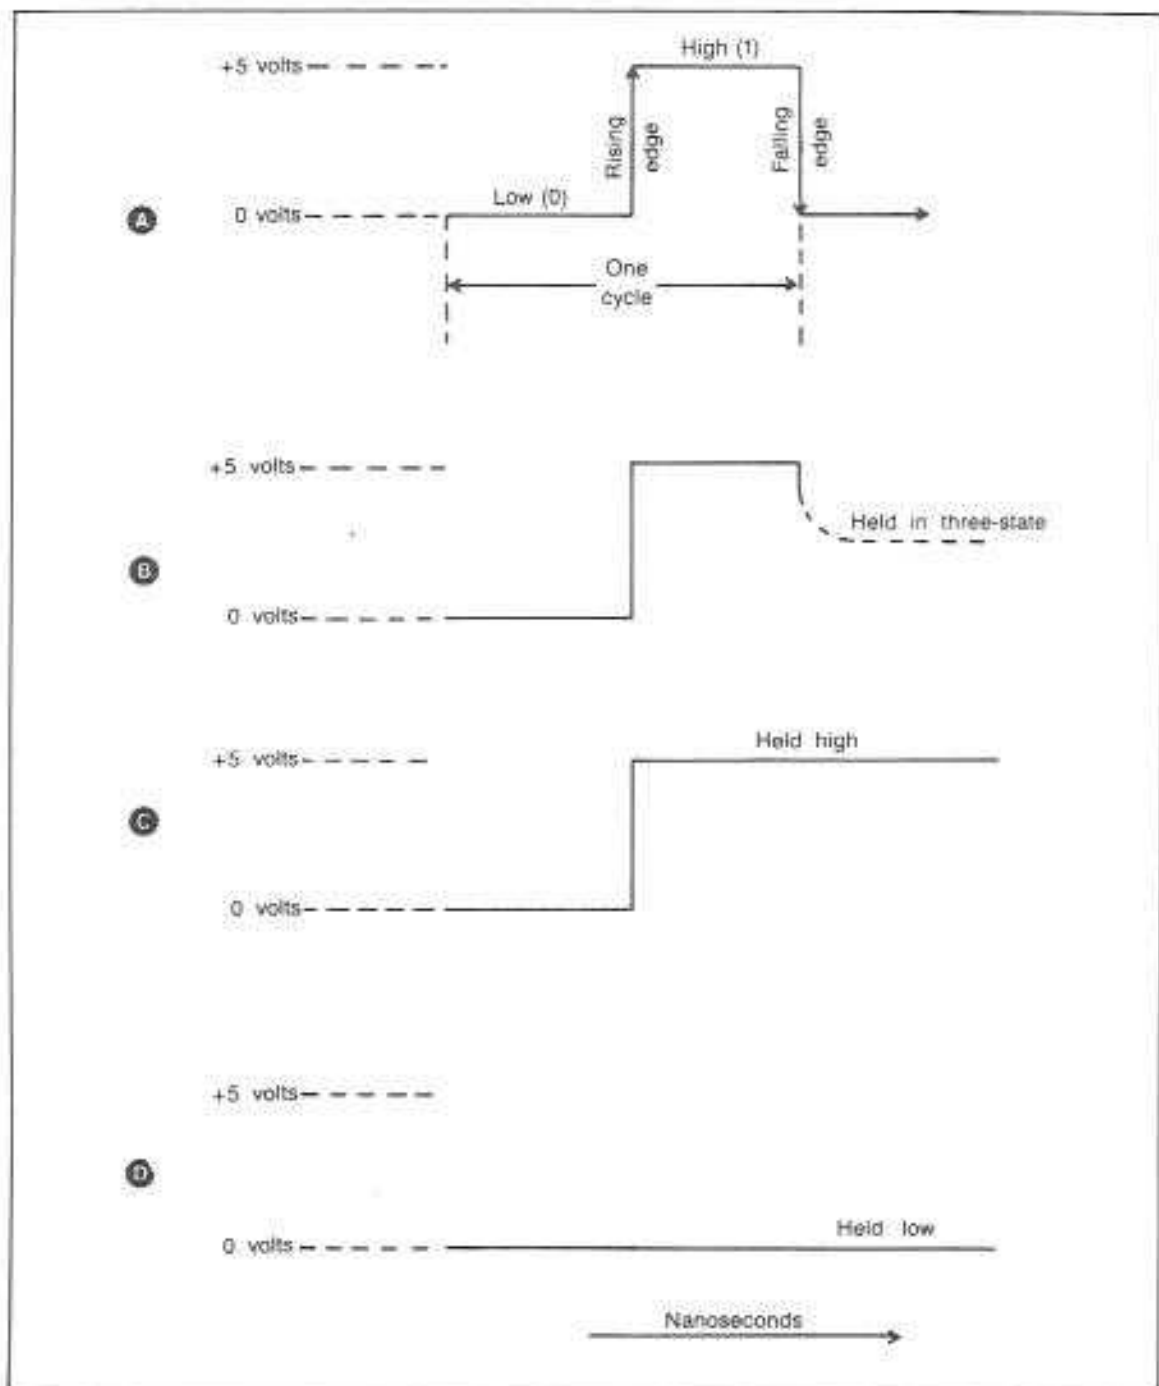 +5 volts
High (1)
Rising
edge
Falling
edge
A
0 volts
Low (0)
One
cycle
+5 volts
Held in three-state
B
0 volts
Held high
+5 volts
C
0 volts
+5 volts
D
Held low
0 volts
Nanoseconds